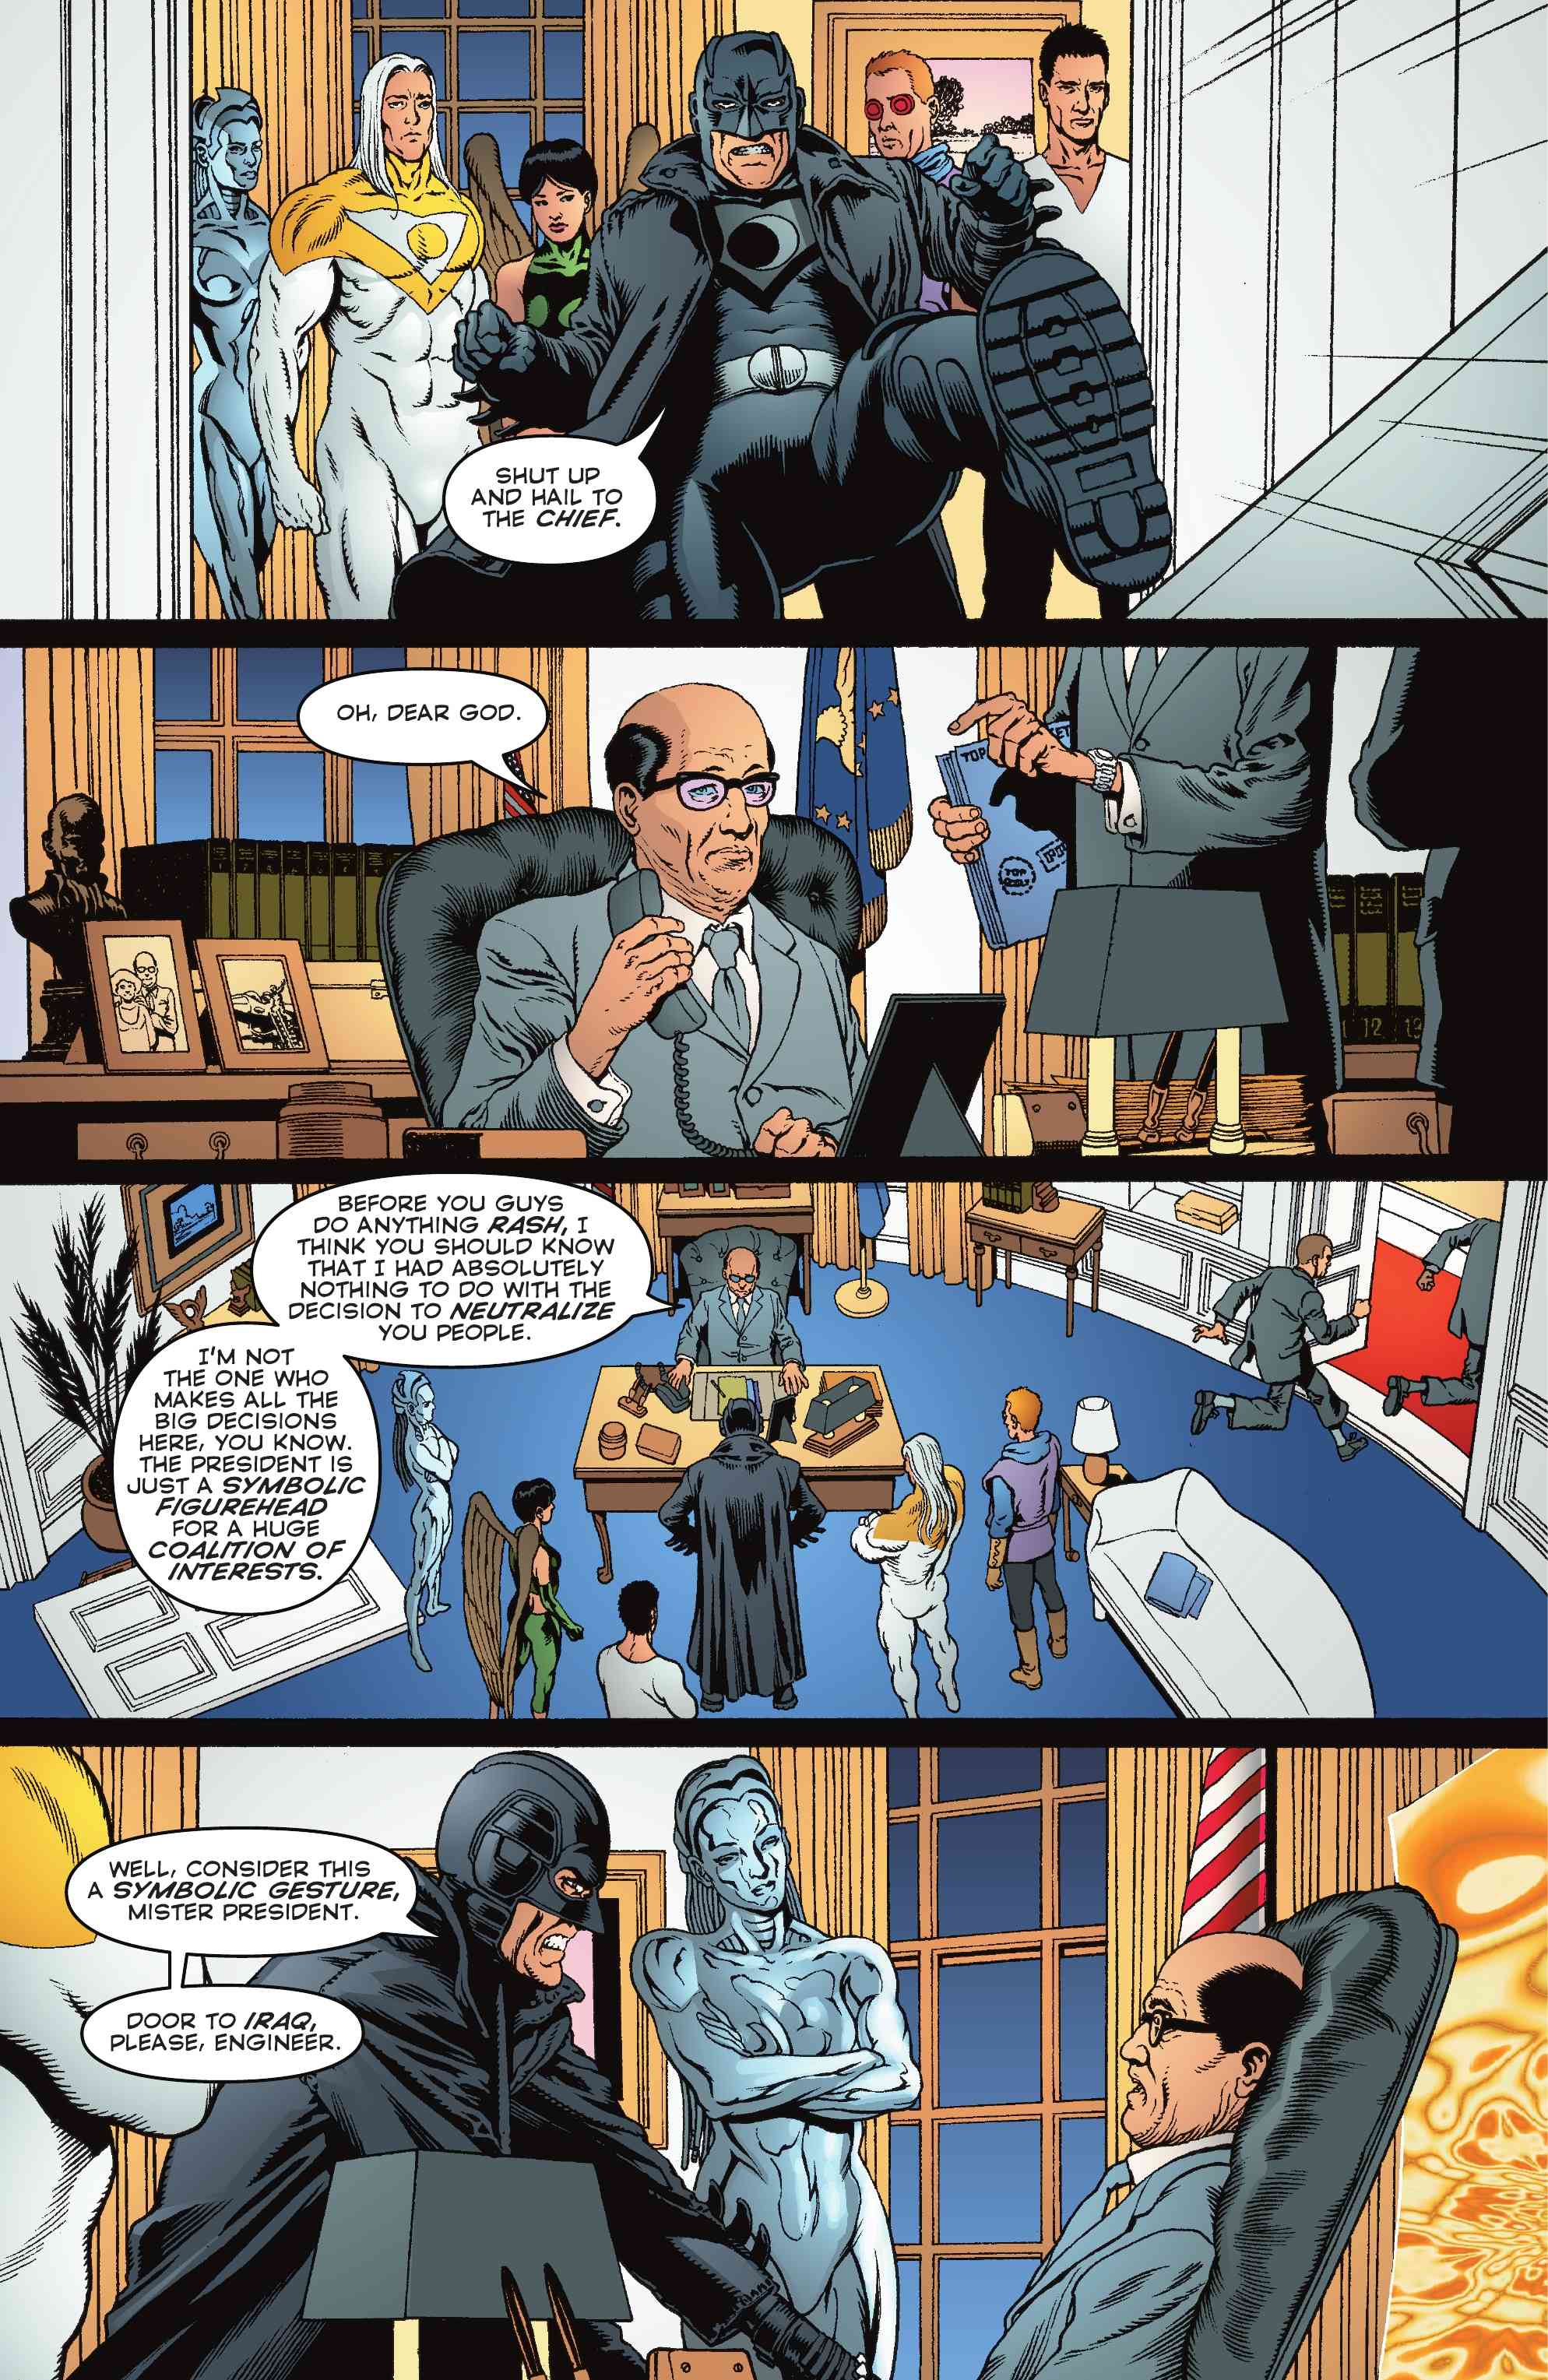 SHUT UP
AND HAIL TO
THE CHIEF.
OH, DEAR GOD.
TOP
TOP
12
BEFORE YOU GUYS
DO ANYTHING RASH, I
THINK YOU SHOULD KNOW
THAT I HAD ABSOLUTELY
NOTHING TO DO WITH THE
DECISION TO NEUTRALIZE
YOU PEOPLE.
I'M NOT
THE ONE WHO
MAKES ALL THE
BIG DECISIONS
HERE, YOU KNOW.
THE PRESIDENT IS
JUST A SYMBOLIC
FIGUREHEAD
FOR A HUGE
COALITION OF
INTERESTS.
WELL, CONSIDER THIS
A SYMBOLIC GESTURE,
MISTER PRESIDENT.
DOOR TO IRAQ,
PLEASE, ENGINEER.